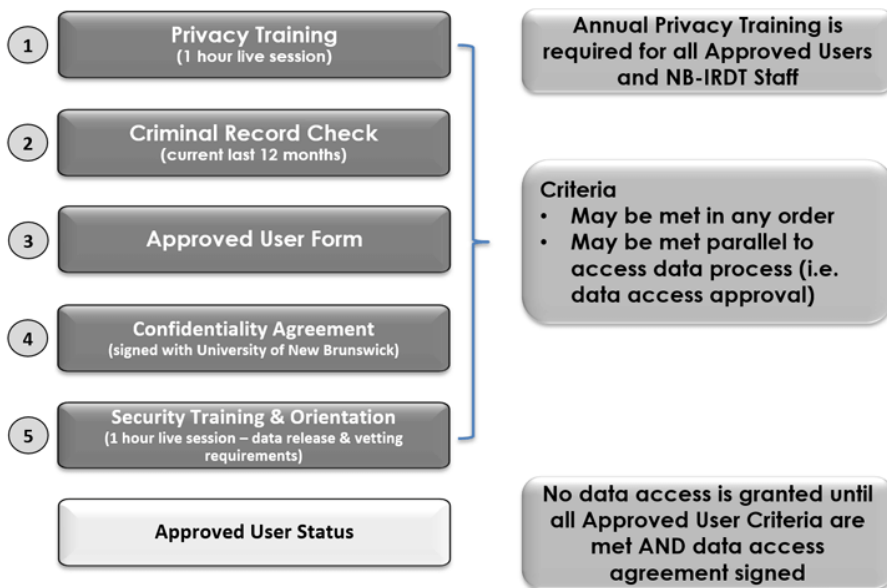 1
Privacy Training
(1 hour live session)
2
Criminal Record Check
(current last 12 months)
3
Approved User Form
4
Confidentiality Agreement
(signed with University of New Brunswick)
5
Security Training & Orientation
(1 hour live session – data release & vetting
requirements)
Approved User Status
Annual Privacy Training is
required for all Approved Users
and NB-IRDT Staff
Criteria
• May be met in any order
• May be met parallel to
access data process (i.e.
data access approval)
No data access is granted until
all Approved User Criteria are
met AND data access
agreement signed